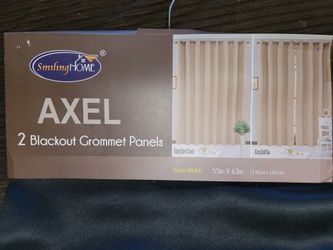 SmilingHOME®
AXEL
2 Blackout Grommet Panels
Wide Width
55in X 63in